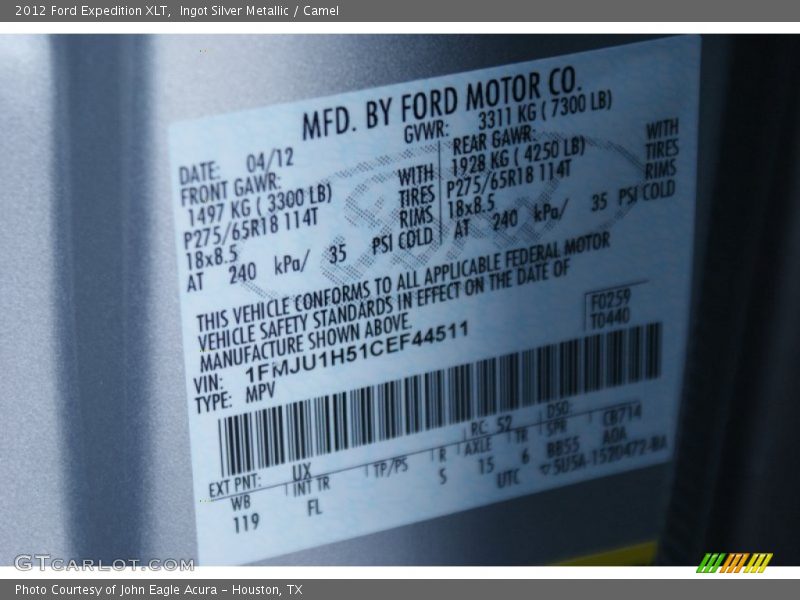 2012 Ford Expedition XLT,  Ingot Silver Metallic / Camel
MFD. BY FORD MOTOR CO.
DATE: 04/12 GVWR: 3311 KG ( 7300 LB)
FRONT GAWR: REAR GAWR:
1497 KG ( 3300 LB) WITH 1928 KG ( 4250 LB) WITH
P275/65R18 114T TIRES P275/65R18 114T TIRES
18x8.5 RIMS 18x8.5 RIMS
AT 240 kPa/ 35 PSI COLD AT 240 kPa/ 35 PSI COLD
THIS VEHICLE CONFORMS TO ALL APPLICABLE FEDERAL MOTOR
VEHICLE SAFETY STANDARDS IN EFFECT ON THE DATE OF
MANUFACTURE SHOWN ABOVE.
F0259
T0440
VIN: 1FMJU1H51CEF44511
TYPE: MPV
EXT PNT: UX RC: 52 DSO: CB714
WB INT TR TP/PS R AXLE TR SPR AOA
119 FL 5 15 6 BB55
UTC 5U5A-1520472-BA
GTCARLOT.COM
Photo Courtesy of John Eagle Acura - Houston, TX